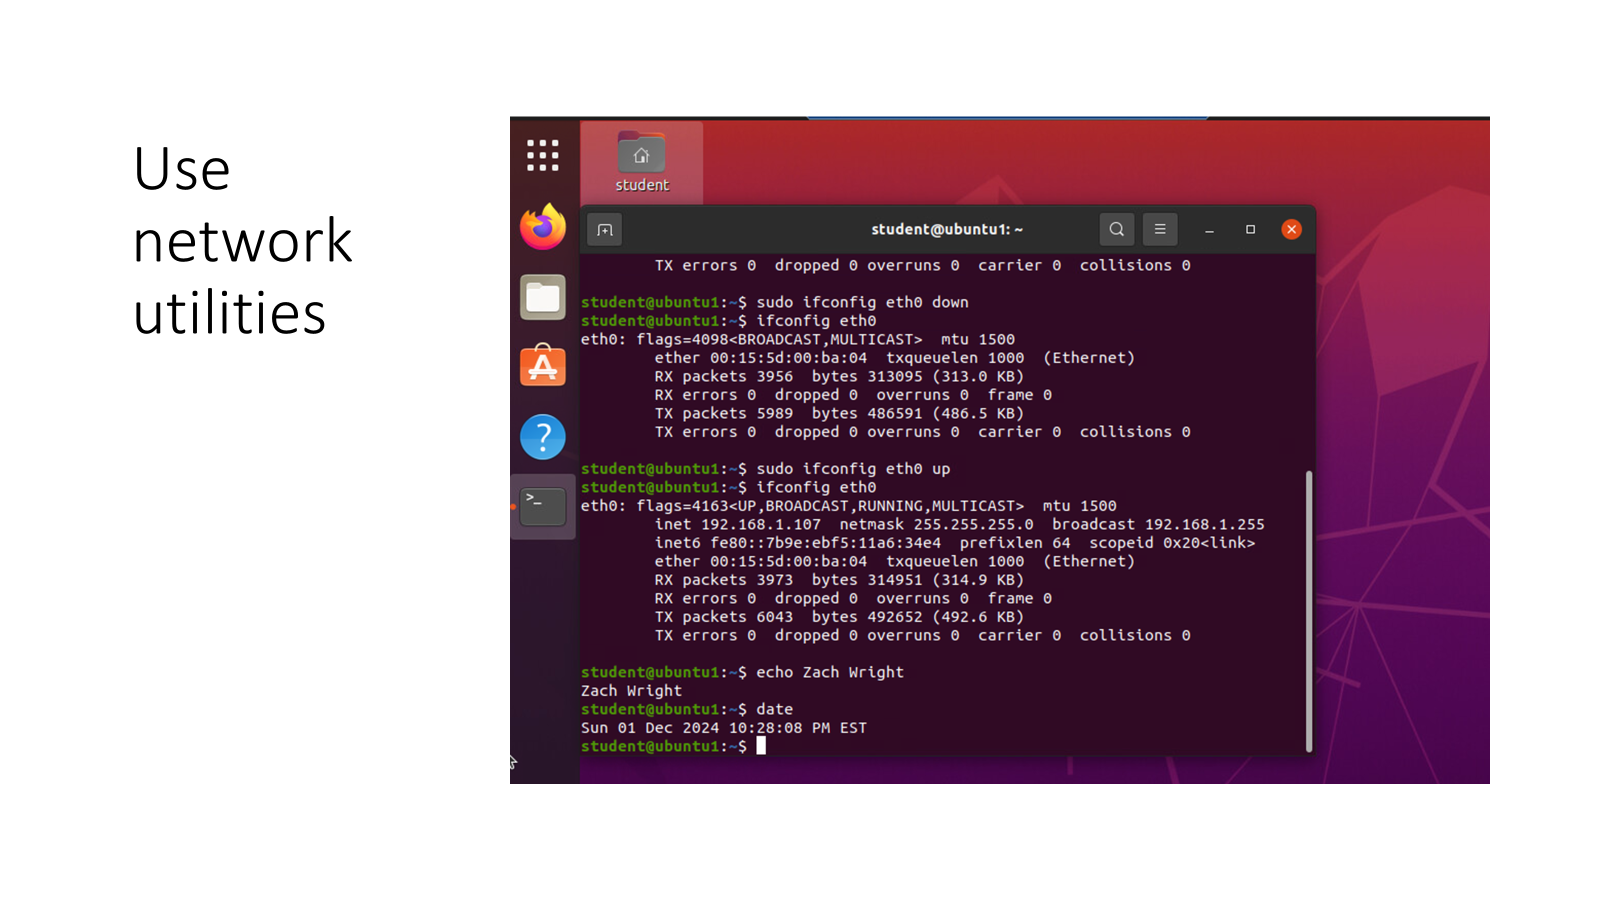 Use
network
utilities
student
student@ubuntu1: ~
TX errors 0  dropped 0 overruns 0  carrier 0  collisions 0
student@ubuntu1:~$ sudo ifconfig eth0 down
student@ubuntu1:~$ ifconfig eth0
eth0: flags=4098<BROADCAST,MULTICAST>  mtu 1500
ether 00:15:5d:00:ba:04  txqueuelen 1000  (Ethernet)
RX packets 3956  bytes 313095 (313.0 KB)
RX errors 0  dropped 0  overruns 0  frame 0
TX packets 5989  bytes 486591 (486.5 KB)
TX errors 0  dropped 0 overruns 0  carrier 0  collisions 0
student@ubuntu1:~$ sudo ifconfig eth0 up
student@ubuntu1:~$ ifconfig eth0
eth0: flags=4163<UP,BROADCAST,RUNNING,MULTICAST>  mtu 1500
inet 192.168.1.107  netmask 255.255.255.0  broadcast 192.168.1.255
inet6 fe80::7b9e:ebf5:11a6:34e4  prefixlen 64  scopeid 0x20<link>
ether 00:15:5d:00:ba:04  txqueuelen 1000  (Ethernet)
RX packets 3973  bytes 314951 (314.9 KB)
RX errors 0  dropped 0  overruns 0  frame 0
TX packets 6043  bytes 492652 (492.6 KB)
TX errors 0  dropped 0 overruns 0  carrier 0  collisions 0
student@ubuntu1:~$ echo Zach Wright
Zach Wright
student@ubuntu1:~$ date
Sun 01 Dec 2024 10:28:08 PM EST
student@ubuntu1:~$